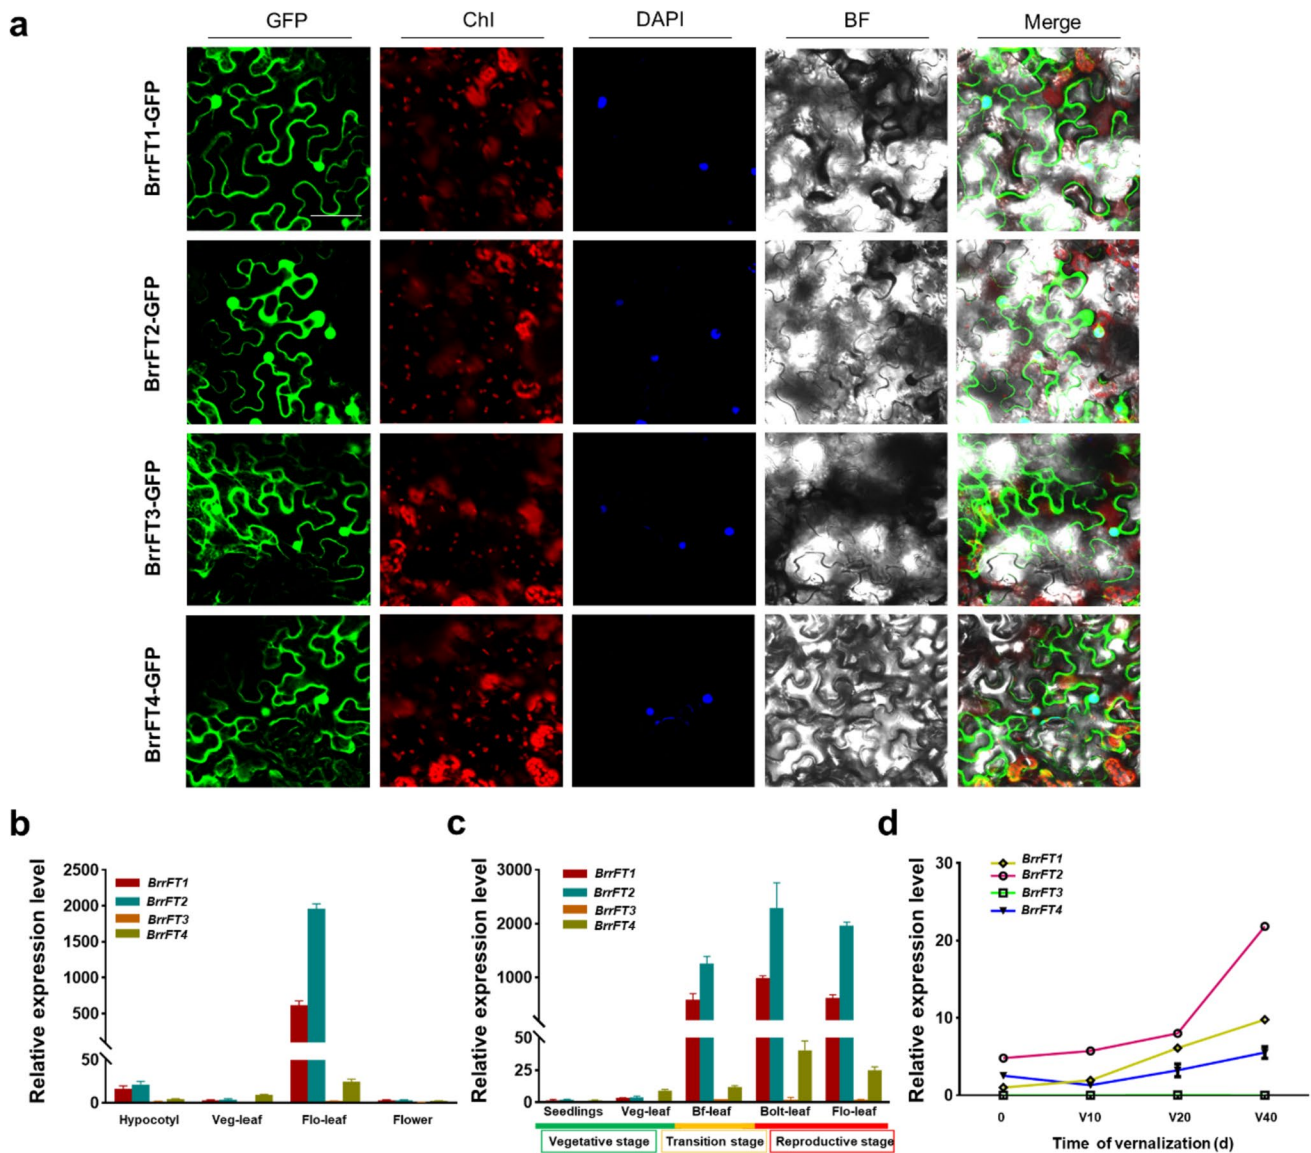 a
GFP
Chl
DAPI
BF
Merge
BrrFT1-GFP
BrrFT2-GFP
BrrFT3-GFP
BrrFT4-GFP
b
Relative expression level
2500
2000
1500
1000
500
50
0
BrrFT1
BrrFT2
BrrFT3
BrrFT4
Hypocotyl
Veg-leaf
Flo-leaf
Flower
c
Relative expression level
3000
2000
1000
50
25
0
BrrFT1
BrrFT2
BrrFT3
BrrFT4
Seedlings
Veg-leaf
Bf-leaf
Bolt-leaf
Flo-leaf
Vegetative stage
Transition stage
Reproductive stage
d
Relative expression level
30
20
10
0
BrrFT1
BrrFT2
BrrFT3
BrrFT4
0
V10
V20
V40
Time of vernalization (d)